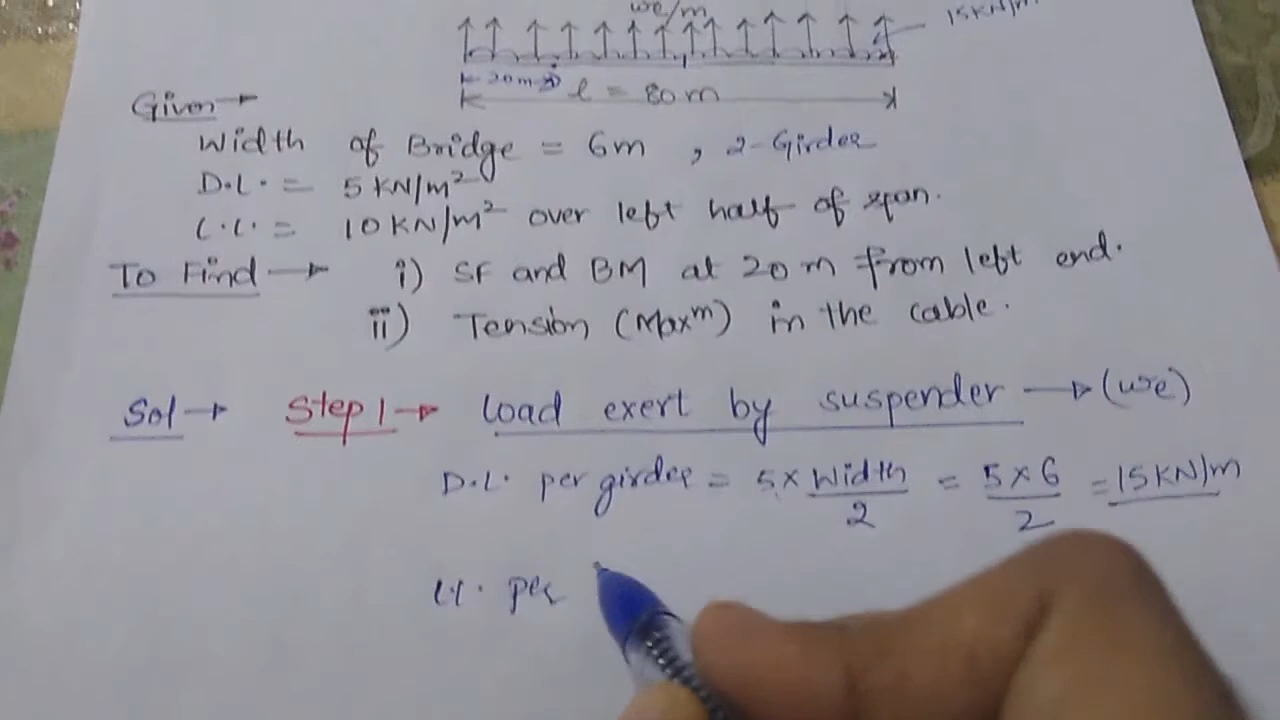 we/m
15KN/m
20m
l = 80m
Given →
Width of Bridge = 6m , 2-Girder
D.L. = 5 KN/m²
L.L. = 10 KN/m² over left half of span.
To Find → i) SF and BM at 20 m from left end.
ii) Tension (Maxᵐ) in the cable.
Sol → Step 1 → Load exert by suspender → (we)
D.L. per girder = 5 × Width/2 = 5×6/2 = 15 KN/m
L.L. per